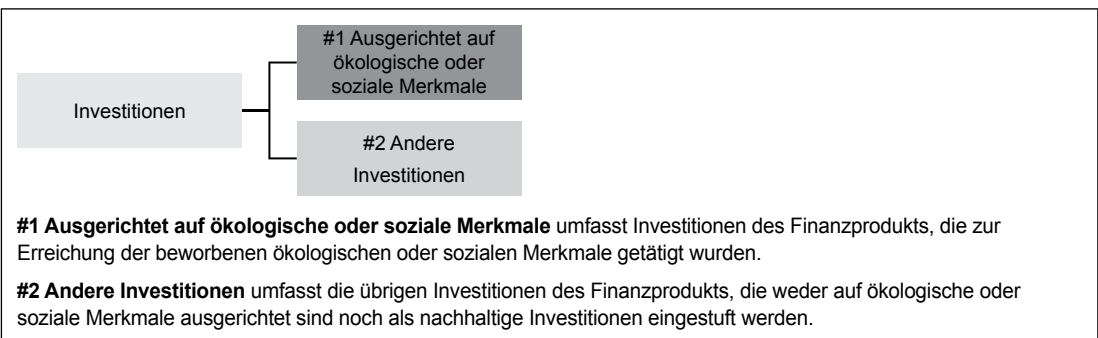 #1 Ausgerichtet auf
ökologische oder
soziale Merkmale
Investitionen
#2 Andere
Investitionen
#1 Ausgerichtet auf ökologische oder soziale Merkmale umfasst Investitionen des Finanzprodukts, die zur
Erreichung der beworbenen ökologischen oder sozialen Merkmale getätigt wurden.
#2 Andere Investitionen umfasst die übrigen Investitionen des Finanzprodukts, die weder auf ökologische oder
soziale Merkmale ausgerichtet sind noch als nachhaltige Investitionen eingestuft werden.